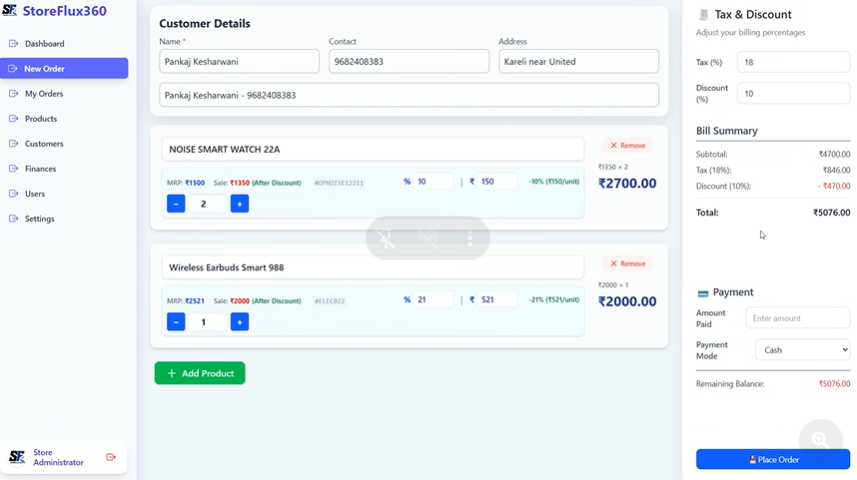 StoreFlux360
Dashboard
New Order
My Orders
Products
Customers
Finances
Users
Settings
Store
Administrator
Customer Details
Name *
Contact
Address
Pankaj Kesharwani
9682408383
Kareli near United
Pankaj Kesharwani - 9682408383
NOISE SMART WATCH 22A
✕ Remove
MRP: ₹1500 Sale: ₹1350 (After Discount) #OPNOISE12211 % 10 | ₹ 150 -10% (₹150/unit)
₹1350 × 2
₹2700.00
− 2 +
Wireless Earbuds Smart 988
✕ Remove
MRP: ₹2521 Sale: ₹2000 (After Discount) #ELEC022 % 21 | ₹ 521 -21% (₹521/unit)
₹2000 × 1
₹2000.00
− 1 +
+ Add Product
Tax & Discount
Adjust your billing percentages
Tax (%) 18
Discount
(%) 10
Bill Summary
Subtotal: ₹4700.00
Tax (18%): ₹846.00
Discount (10%): - ₹470.00
Total: ₹5076.00
Payment
Amount
Paid
Enter amount
Payment
Mode
Cash
Remaining Balance: ₹5076.00
Place Order